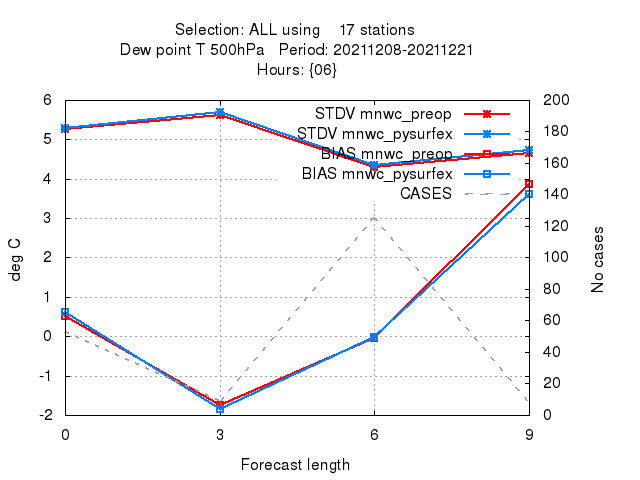 Selection: ALL using    17 stations
Dew point T 500hPa   Period: 20211208-20211221
Hours: {06}
STDV mnwc_preop
STDV mnwc_pysurfex
BIAS mnwc_preop
BIAS mnwc_pysurfex
CASES
6
5
4
3
2
1
0
-1
-2
deg C
200
180
160
140
120
100
80
60
40
20
0
No cases
0 3 6 9
Forecast length